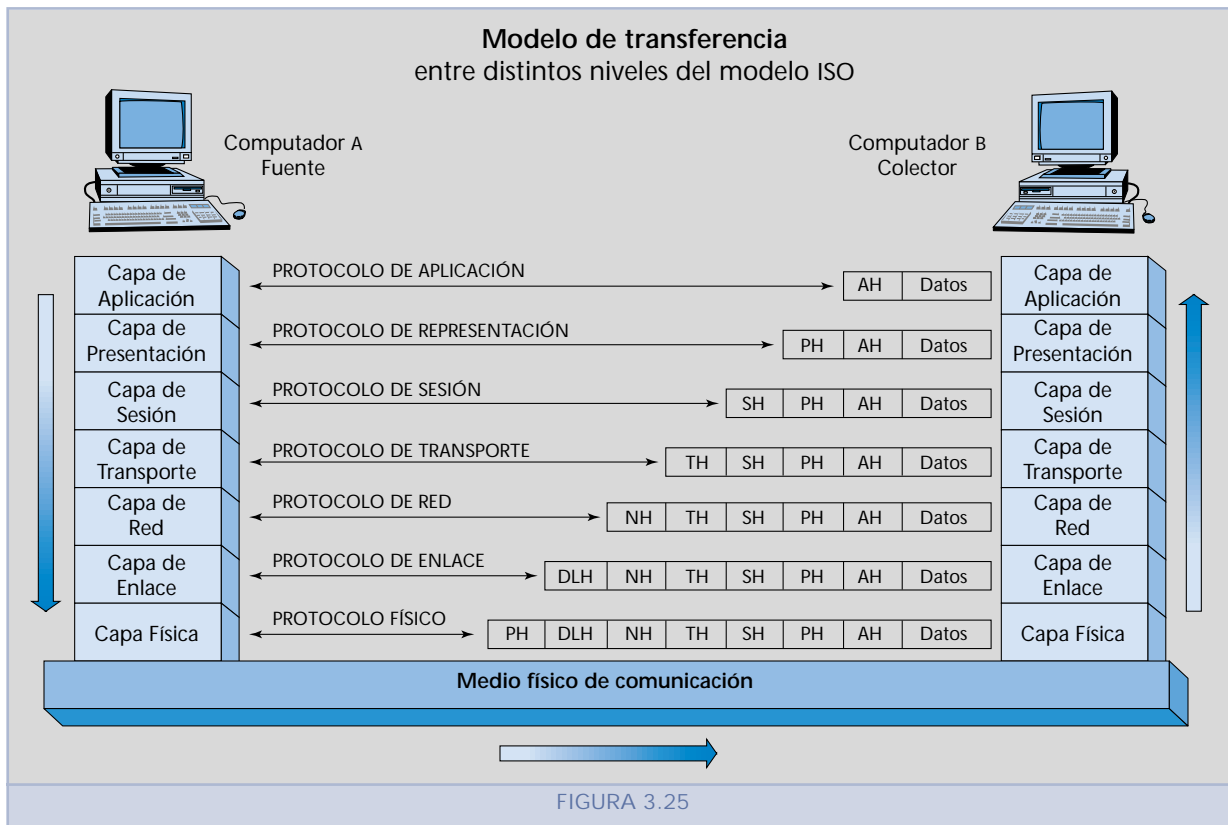 Modelo de transferencia
entre distintos niveles del modelo ISO
Computador A
Fuente
Computador B
Colector
Capa de
Aplicación
PROTOCOLO DE APLICACIÓN
AH Datos
Capa de
Aplicación
Capa de
Presentación
PROTOCOLO DE REPRESENTACIÓN
PH AH Datos
Capa de
Presentación
Capa de
Sesión
PROTOCOLO DE SESIÓN
SH PH AH Datos
Capa de
Sesión
Capa de
Transporte
PROTOCOLO DE TRANSPORTE
TH SH PH AH Datos
Capa de
Transporte
Capa de
Red
PROTOCOLO DE RED
NH TH SH PH AH Datos
Capa de
Red
Capa de
Enlace
PROTOCOLO DE ENLACE
DLH NH TH SH PH AH Datos
Capa de
Enlace
Capa Física
PROTOCOLO FÍSICO
PH DLH NH TH SH PH AH Datos
Capa Física
Medio físico de comunicación
FIGURA 3.25